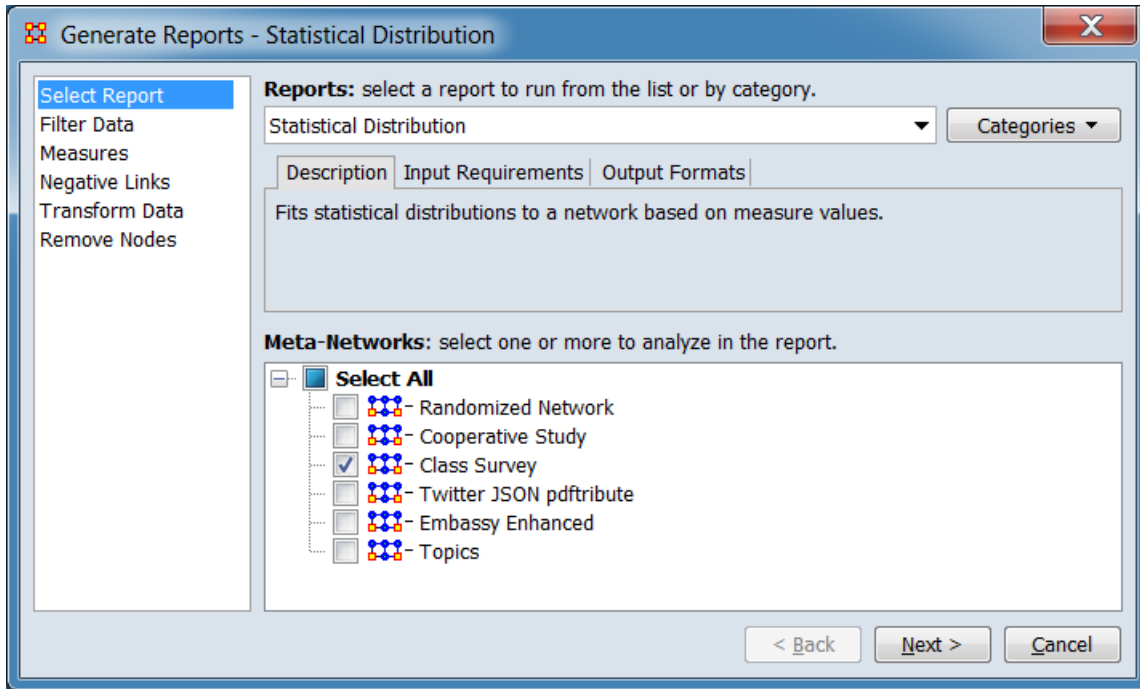 Generate Reports - Statistical Distribution
X
Select Report
Filter Data
Measures
Negative Links
Transform Data
Remove Nodes
Reports: select a report to run from the list or by category.
Statistical Distribution
Categories
Description Input Requirements Output Formats
Fits statistical distributions to a network based on measure values.
Meta-Networks: select one or more to analyze in the report.
Select All
Randomized Network
Cooperative Study
Class Survey
Twitter JSON pdftribute
Embassy Enhanced
Topics
< Back Next > Cancel